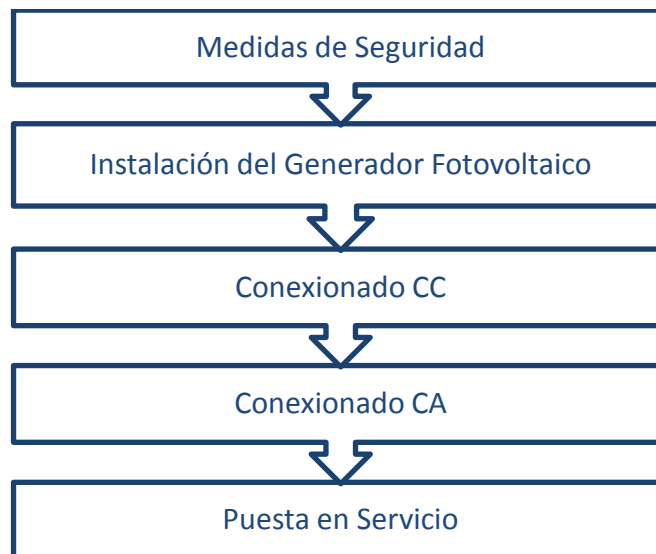 Medidas de Seguridad
Instalación del Generador Fotovoltaico
Conexionado CC
Conexionado CA
Puesta en Servicio